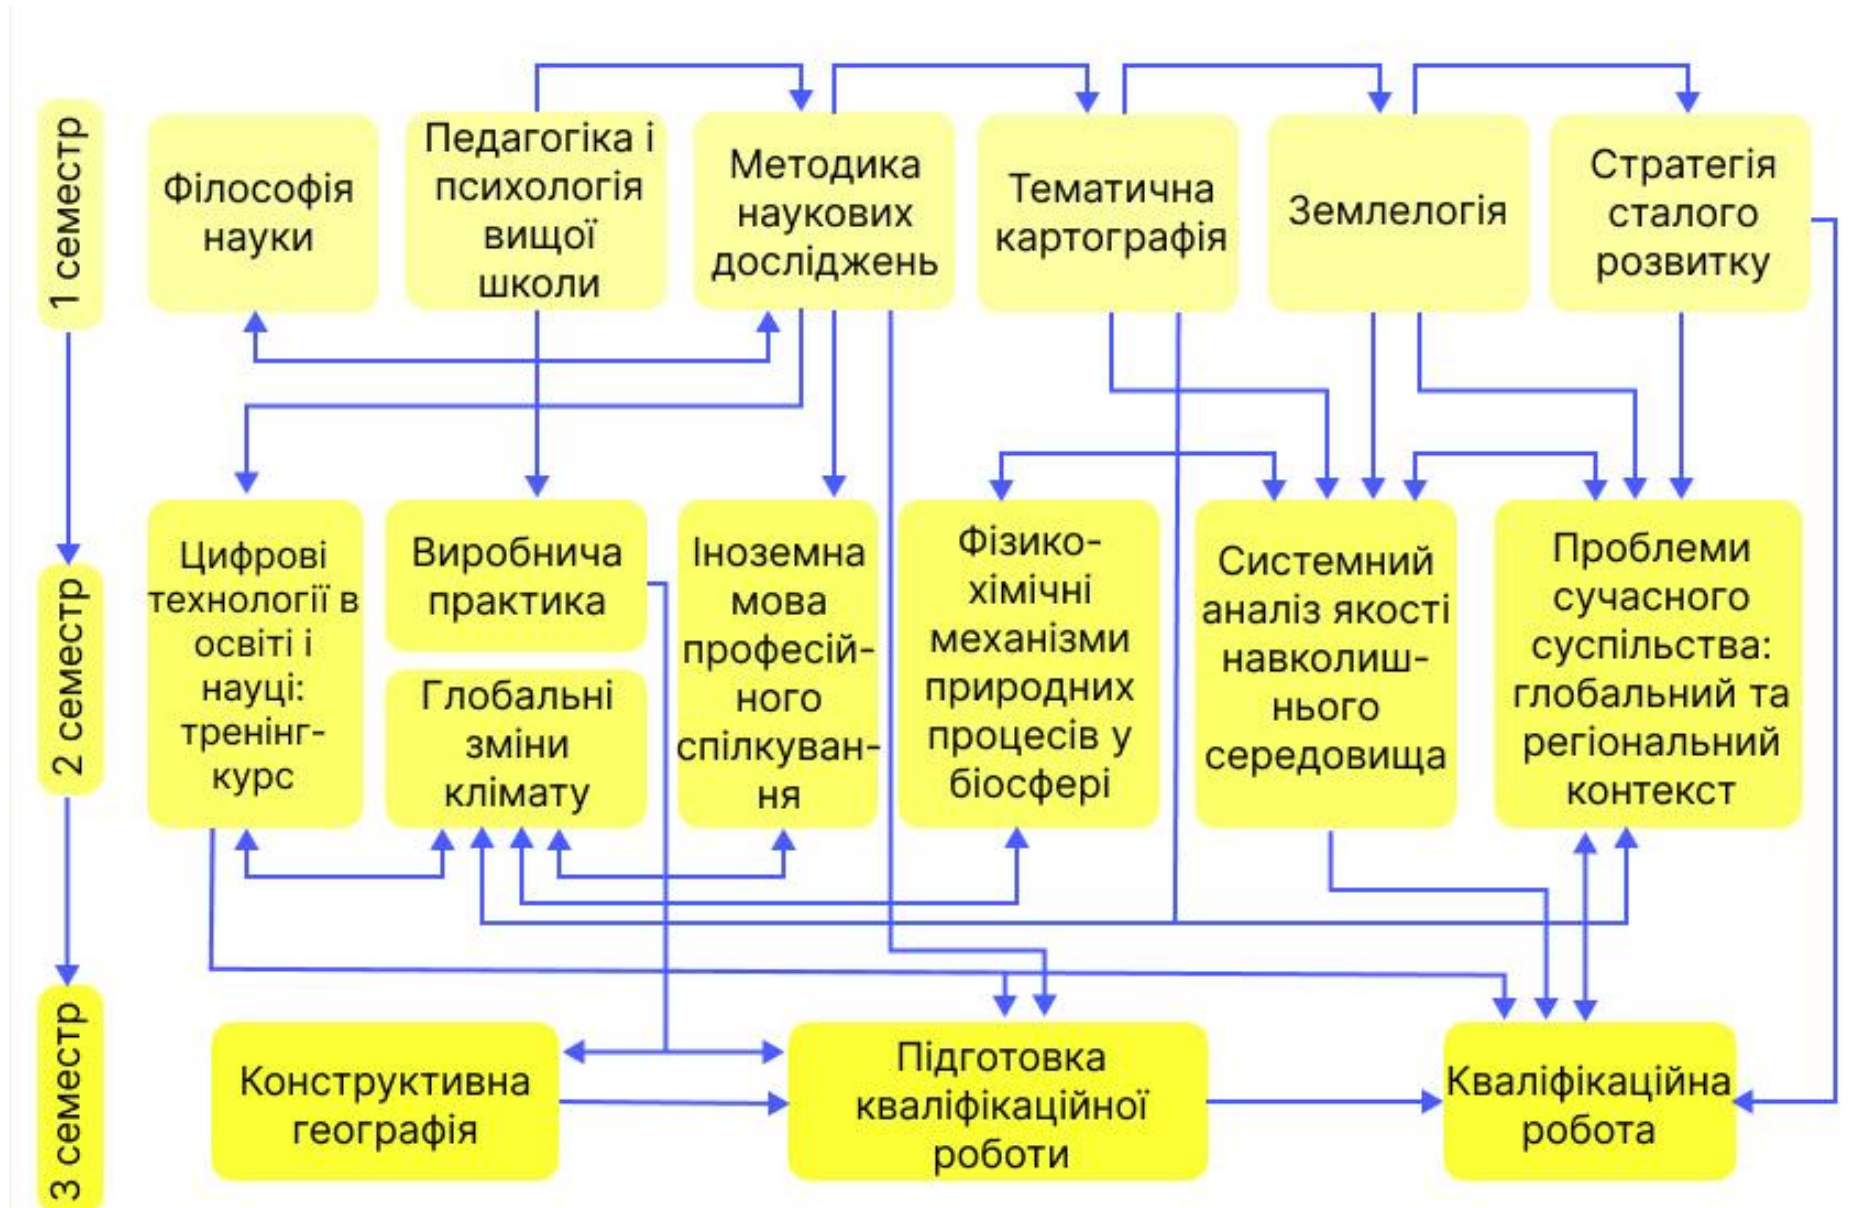 1 семестр
Філософія
науки
Педагогіка і
психологія
вищої
школи
Методика
наукових
досліджень
Тематична
картографія
Землелогія
Стратегія
сталого
розвитку
2 семестр
Цифрові
технології в
освіті і
науці:
тренінг-
курс
Виробнича
практика
Глобальні
зміни
клімату
Іноземна
мова
професій-
ного
спілкуван-
ня
Фізико-
хімічні
механізми
природних
процесів у
біосфері
Системний
аналіз якості
навколиш-
нього
середовища
Проблеми
сучасного
суспільства:
глобальний та
регіональний
контекст
3 семестр
Конструктивна
географія
Підготовка
кваліфікаційної
роботи
Кваліфікаційна
робота